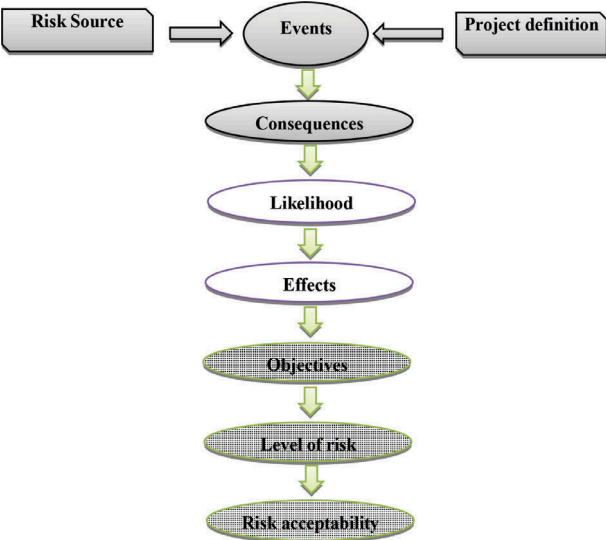 Risk Source
Events
Project definition
Consequences
Likelihood
Effects
Objectives
Level of risk
Risk acceptability